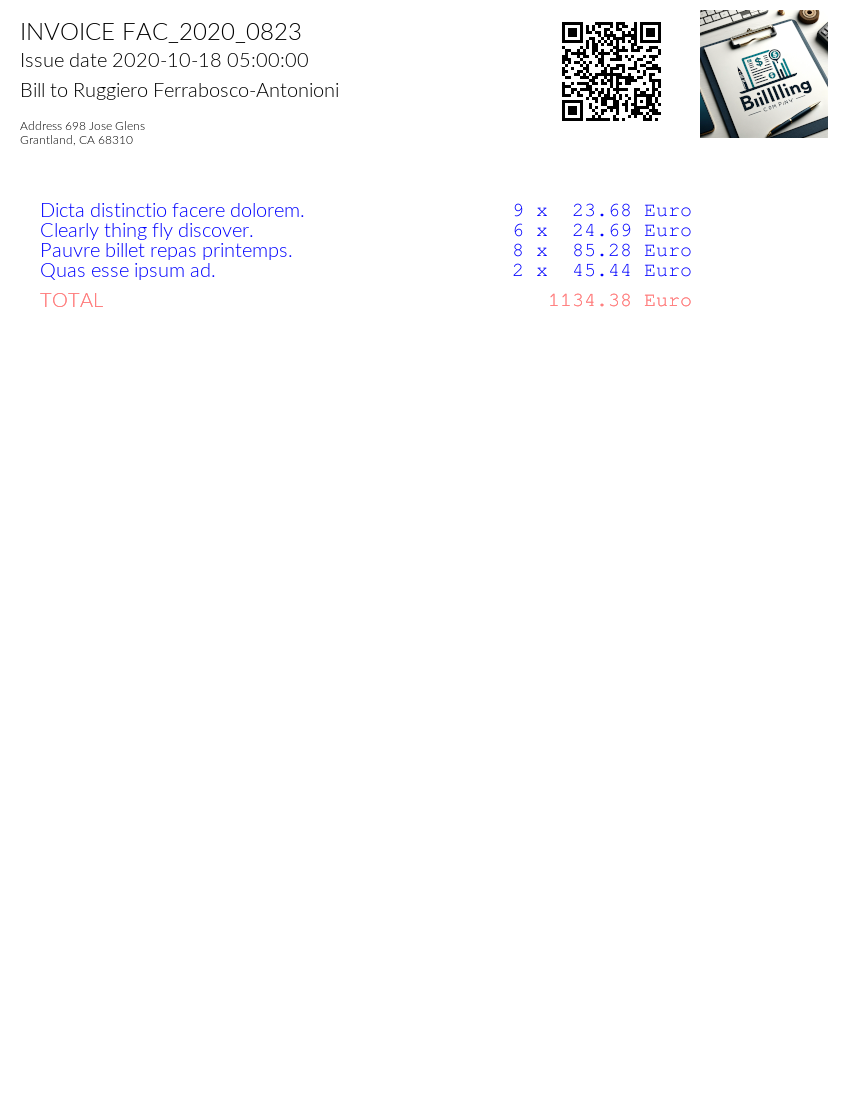 INVOICE FAC_2020_0823
Issue date 2020-10-18 05:00:00
Bill to Ruggiero Ferrabosco-Antonioni
Address 698 Jose Glens
Grantland, CA 68310
Biillling
COMPANY
Dicta distinctio facere dolorem. 9 x 23.68 Euro
Clearly thing fly discover. 6 x 24.69 Euro
Pauvre billet repas printemps. 8 x 85.28 Euro
Quas esse ipsum ad. 2 x 45.44 Euro
TOTAL 1134.38 Euro